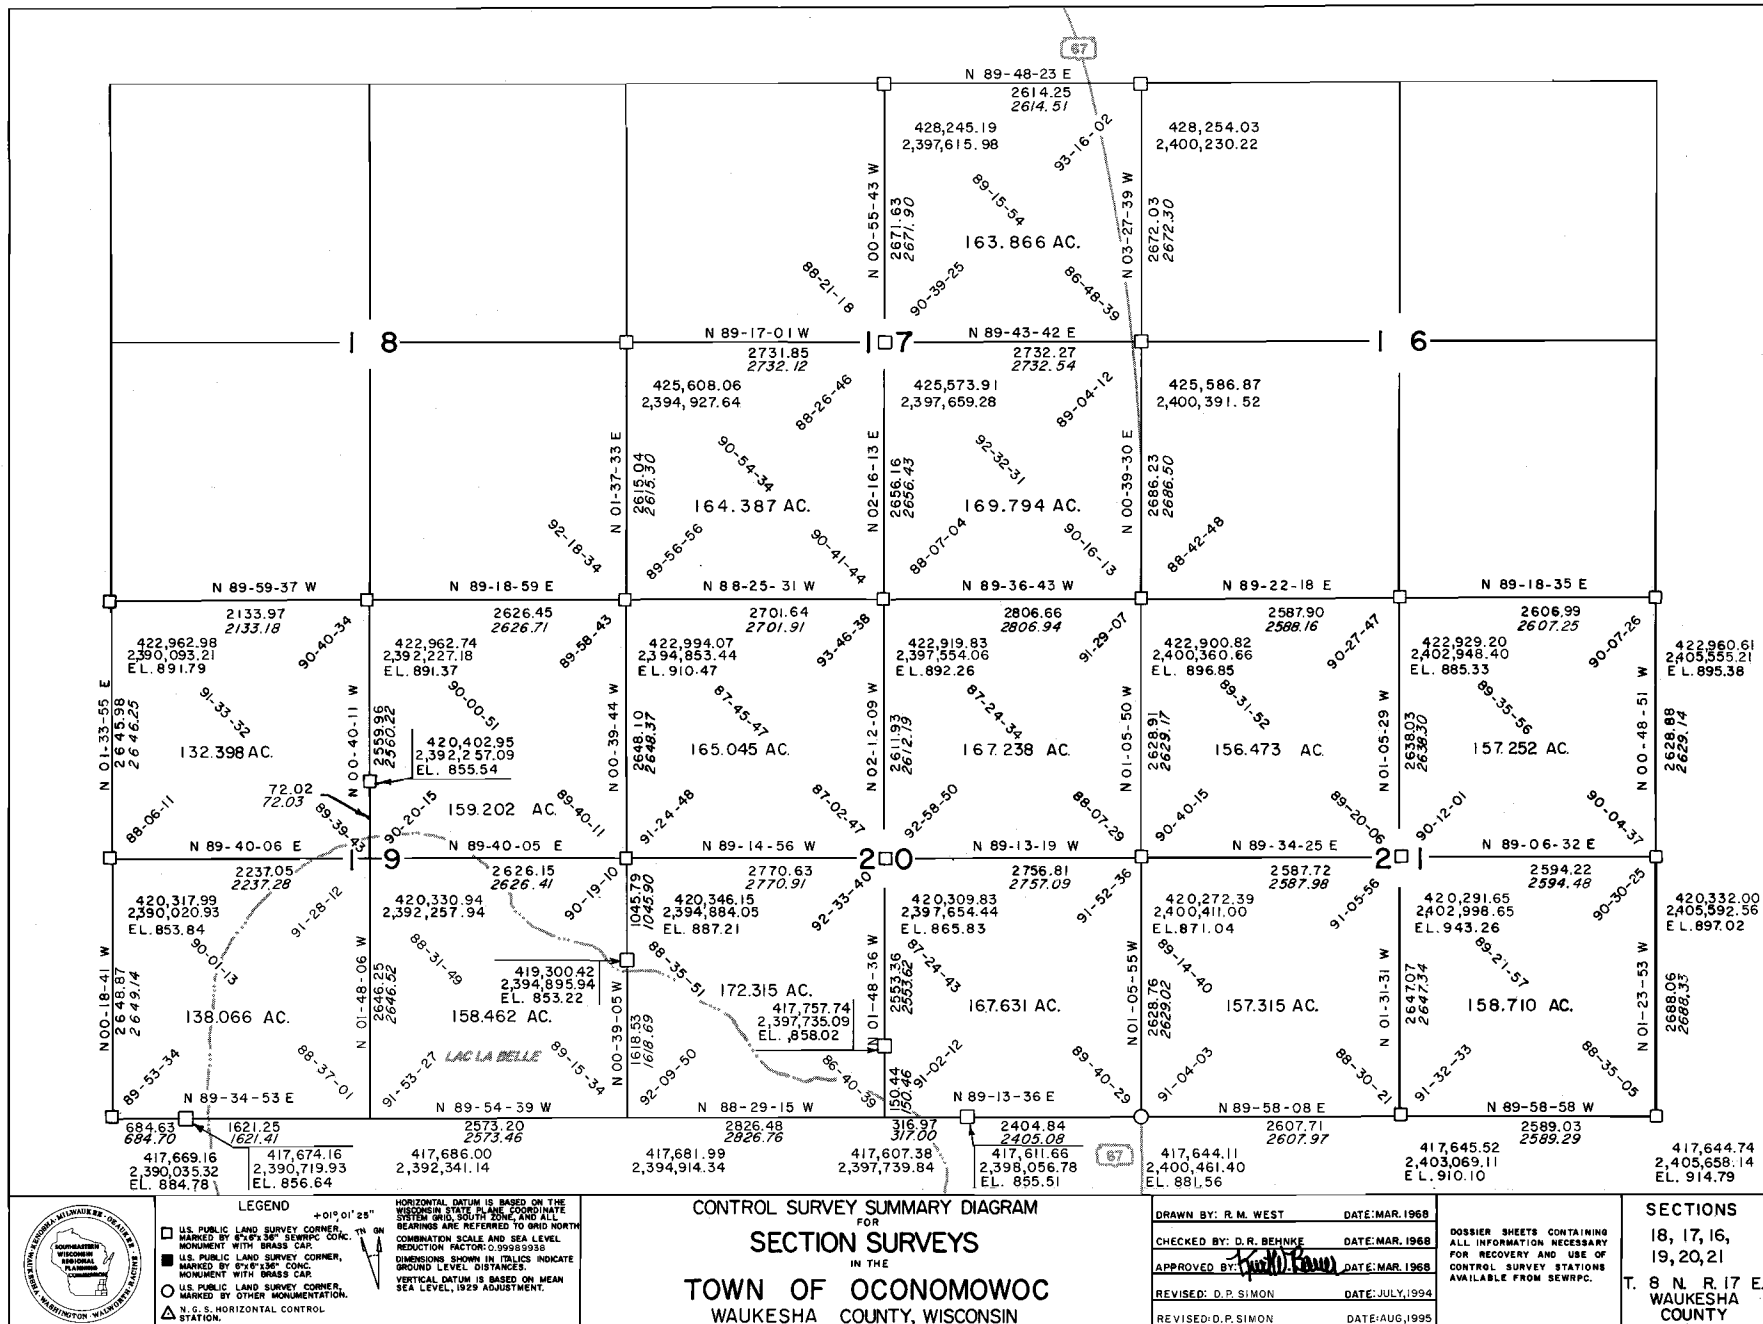 67
N 89-48-23 E
2614.25
2614.51
428,245.19
2,397,615.98
93-16-02
428,254.03
2,400,230.22
N 00-55-43 W
2671.63
2671.90
89-15-54
163.866 AC.
N 03-27-39 W
2672.03
2672.30
88-21-18
90-39-25
86-48-39
18
N 89-17-01 W
17
N 89-43-42 E
16
2731.85
2732.12
2732.27
2732.54
425,608.06
2,394,927.64
88-26-46
425,573.91
2,397,659.28
89-04-12
425,586.87
2,400,391.52
N 01-37-33 E
2615.04
2615.30
90-54-34
164.387 AC.
N 02-16-13 E
2656.16
2656.43
92-32-31
169.794 AC.
N 00-39-30 E
2686.23
2686.50
92-18-34
89-56-56
90-41-44
88-07-04
90-16-13
88-42-48
N 89-59-37 W
N 89-18-59 E
N 88-25-31 W
N 89-36-43 W
N 89-22-18 E
N 89-18-35 E
2133.97
2133.18
2626.45
2626.71
2701.64
2701.91
2806.66
2806.94
2587.90
2588.16
2606.99
2607.25
422,962.98
2,390,093.21
EL. 891.79
90-40-34
422,962.74
2,392,227.18
EL. 891.37
89-58-43
422,994.07
2,394,853.44
EL. 910.47
93-46-38
422,919.83
2,397,554.06
EL. 892.26
91-29-07
422,900.82
2,400,360.66
EL. 896.85
90-27-47
422,929.20
2,402,948.40
EL. 885.33
90-07-26
422,960.61
2,405,555.21
EL. 895.38
N 01-33-55 E
2645.98
2646.25
91-33-32
132.398 AC.
N 00-40-11 W
2559.96
2560.22
90-00-51
420,402.95
2,392,257.09
EL. 855.54
N 00-39-44 W
2648.10
2648.37
87-45-47
165.045 AC.
N 02-12-09 W
2611.93
2612.19
87-24-34
167.238 AC.
N 01-05-50 W
2628.91
2629.17
89-31-52
156.473 AC.
N 01-05-29 W
2638.03
2638.30
89-35-56
157.252 AC.
N 00-48-51 W
2628.88
2629.14
72.02
72.03
159.202 AC.
88-06-11
89-39-43
90-20-15
89-40-11
91-24-48
87-02-47
92-58-50
88-07-29
90-40-15
89-20-06
90-12-01
90-04-37
N 89-40-06 E
19
N 89-40-05 E
N 89-14-56 W
20
N 89-13-19 W
N 89-34-25 E
21
N 89-06-32 E
2237.05
2237.28
2626.15
2626.41
2770.63
2770.91
2756.81
2757.09
2587.72
2587.98
2594.22
2594.48
420,317.99
2,390,020.93
EL. 853.84
91-28-12
420,330.94
2,392,257.94
90-19-10
1045.79
1045.90
420,346.15
2,394,884.05
EL. 887.21
92-33-40
420,309.83
2,397,654.44
EL. 865.83
91-52-36
420,272.39
2,400,411.00
EL. 871.04
91-05-56
420,291.65
2,402,998.65
EL. 943.26
90-30-25
420,332.00
2,405,592.56
EL. 897.02
N 00-18-41 W
2648.87
2649.14
90-01-13
138.066 AC.
N 01-48-06 W
2646.25
2646.52
88-31-49
158.462 AC.
419,300.42
2,394,895.94
EL. 853.22
88-35-51
172.315 AC.
417,757.74
2,397,735.09
EL. ,858.02
N 01-48-36 W
2553.36
2553.62
87-24-43
167.631 AC.
N 01-05-55 W
2628.76
2629.02
89-14-40
157.315 AC.
N 01-31-31 W
2647.07
2647.34
89-21-57
158.710 AC.
N 01-23-53 W
2688.06
2688.33
LAC LA BELLE
N 00-39-05 W
1618.53
1618.69
89-53-34
88-37-01
91-53-27
89-15-34
92-09-50
86-40-39
150.44
150.46
91-02-12
89-40-29
91-04-03
88-30-21
91-32-33
88-35-05
N 89-34-53 E
N 89-54-39 W
N 88-29-15 W
N 89-13-36 E
N 89-58-08 E
N 89-58-58 W
684.63
684.70
1621.25
1621.41
2573.20
2573.46
2826.48
2826.76
316.97
317.00
2404.84
2405.08
2607.71
2607.97
2589.03
2589.29
417,669.16
2,390,035.32
EL. 884.78
417,674.16
2,390,719.93
EL. 856.64
417,686.00
2,392,341.14
417,681.99
2,394,914.34
417,607.38
2,397,739.84
417,611.66
2,398,056.78
EL. 855.51
67
417,644.11
2,400,461.40
EL. 881.56
417,645.52
2,403,069.11
EL. 910.10
417,644.74
2,405,658.14
EL. 914.79
SOUTHEASTERN
WISCONSIN
REGIONAL
PLANNING
COMMISSION
KENOSHA·MILWAUKEE·OZAUKEE·RACINE·WALWORTH·WASHINGTON·WAUKESHA
LEGEND
U.S. PUBLIC LAND SURVEY CORNER,
MARKED BY 6"x6"x36" SEWRPC CONC.
MONUMENT WITH BRASS CAP.
U.S. PUBLIC LAND SURVEY CORNER,
MARKED BY 6"x6"x36" CONC.
MONUMENT WITH BRASS CAP.
U.S. PUBLIC LAND SURVEY CORNER,
MARKED BY OTHER MONUMENTATION.
N.G.S. HORIZONTAL CONTROL
STATION.
+01° 01' 25"
TN GN
HORIZONTAL DATUM IS BASED ON THE
WISCONSIN STATE PLANE COORDINATE
SYSTEM GRID, SOUTH ZONE, AND ALL
BEARINGS ARE REFERRED TO GRID NORTH
COMBINATION SCALE AND SEA LEVEL
REDUCTION FACTOR: 0.99989938
DIMENSIONS SHOWN IN ITALICS INDICATE
GROUND LEVEL DISTANCES.
VERTICAL DATUM IS BASED ON MEAN
SEA LEVEL, 1929 ADJUSTMENT.
CONTROL SURVEY SUMMARY DIAGRAM
FOR
SECTION SURVEYS
IN THE
TOWN OF OCONOMOWOC
WAUKESHA COUNTY, WISCONSIN
DRAWN BY: R. M. WEST DATE: MAR. 1968
CHECKED BY: D. R. BEHNKE DATE: MAR. 1968
APPROVED BY: DATE: MAR. 1968
REVISED: D. P. SIMON DATE: JULY, 1994
REVISED: D. P. SIMON DATE: AUG, 1995
DOSSIER SHEETS CONTAINING
ALL INFORMATION NECESSARY
FOR RECOVERY AND USE OF
CONTROL SURVEY STATIONS
AVAILABLE FROM SEWRPC.
SECTIONS
18, 17, 16,
19, 20, 21
T. 8 N. R. 17 E.
WAUKESHA
COUNTY